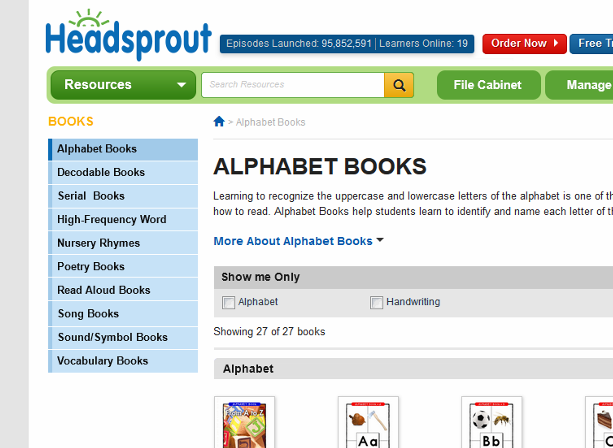 Headsprout
Episodes Launched: 95,852,591 | Learners Online: 19
Order Now
Free
Resources
Search Resources
File Cabinet
Manage
BOOKS
> Alphabet Books
Alphabet Books
Decodable Books
Serial Books
High-Frequency Word
Nursery Rhymes
Poetry Books
Read Aloud Books
Song Books
Sound/Symbol Books
Vocabulary Books
ALPHABET BOOKS
Learning to recognize the uppercase and lowercase letters of the alphabet is one of
how to read. Alphabet Books help students learn to identify and name each letter of
More About Alphabet Books
Show me Only
Alphabet
Handwriting
Showing 27 of 27 books
Alphabet
From A to Z
Aa
Bb